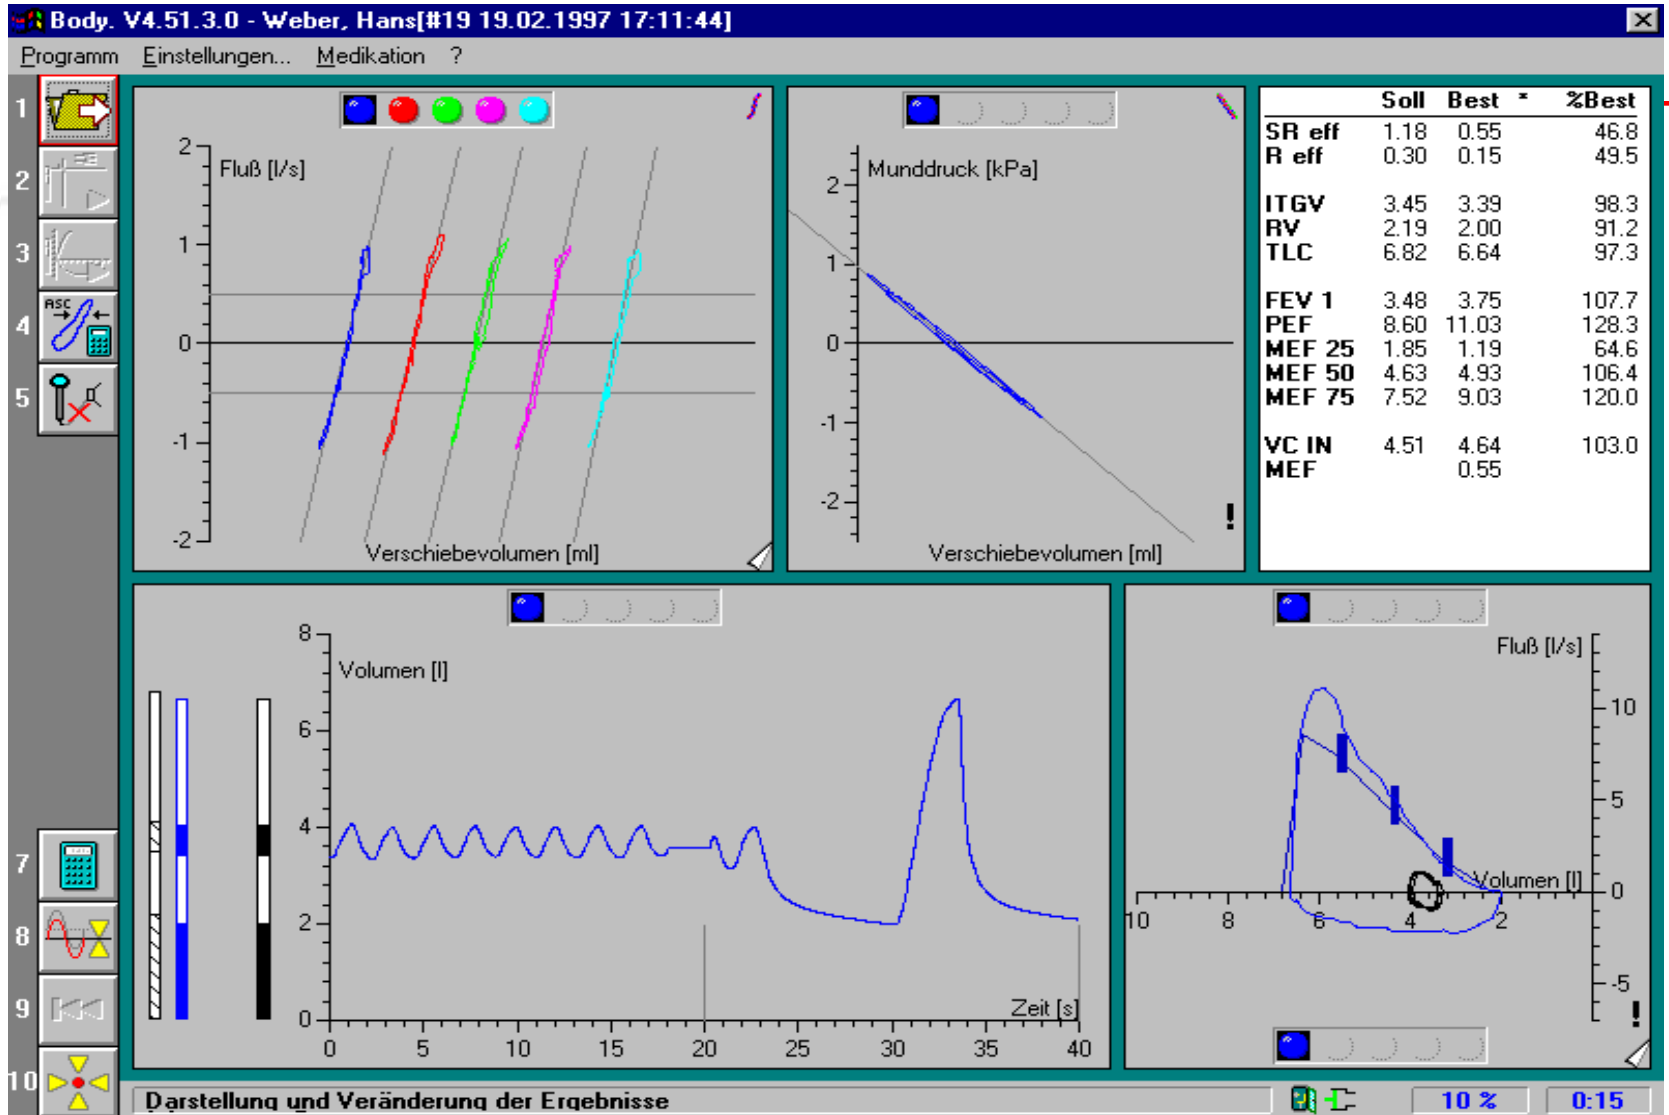 Body. V4.51.3.0 - Weber, Hans[#19 19.02.1997 17:11:44]
Programm Einstellungen... Medikation ?
1
2
3
ASC
4
5
7
8
9
10
2
Fluß [l/s]
1
0
-1
-2
Verschiebevolumen [ml]
2
Munddruck [kPa]
1
0
-1
-2
!
Verschiebevolumen [ml]
Soll Best * %Best
SR eff 1.18 0.55 46.8
R eff 0.30 0.15 49.5
ITGV 3.45 3.39 98.3
RV 2.19 2.00 91.2
TLC 6.82 6.64 97.3
FEV 1 3.48 3.75 107.7
PEF 8.60 11.03 128.3
MEF 25 1.85 1.19 64.6
MEF 50 4.63 4.93 106.4
MEF 75 7.52 9.03 120.0
VC IN 4.51 4.64 103.0
MEF 0.55
8
Volumen [l]
6
4
2
0
Zeit [s]
0 5 10 15 20 25 30 35 40
Fluß [l/s]
10
5
Volumen [l]
0
10 8 6 4 2
-5
!
Darstellung und Veränderung der Ergebnisse
10 % 0:15